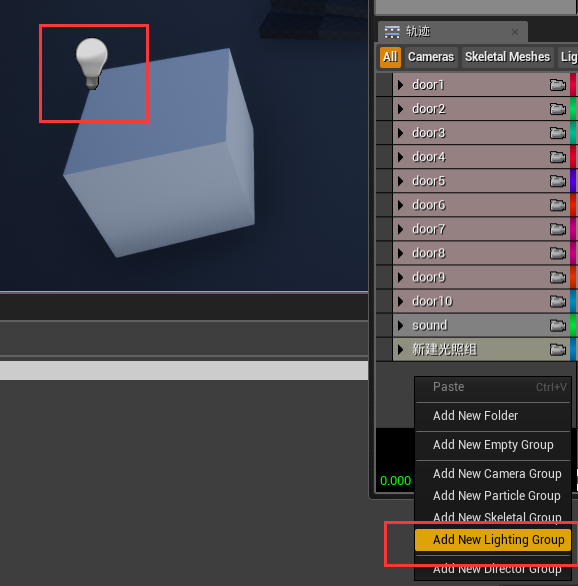 轨迹
All Cameras Skeletal Meshes Lig
door1
door2
door3
door4
door5
door6
door7
door8
door9
door10
sound
新建光照组
Paste Ctrl+V
Add New Folder
Add New Empty Group
Add New Camera Group
Add New Particle Group
Add New Skeletal Group
Add New Lighting Group
Add New Director Group
0.000